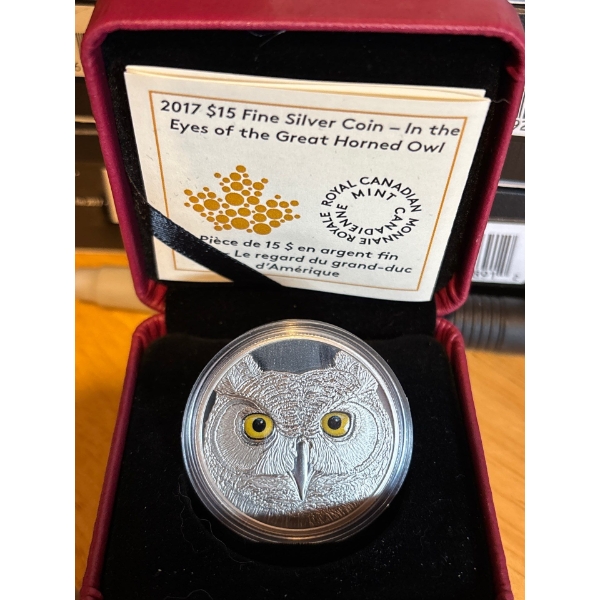 2017 $15 Fine Silver Coin – In the
Eyes of the Great Horned Owl
ROYAL CANADIAN MINT
MONNAIE ROYALE CANADIENNE
Pièce de 15 $ en argent fin
Le regard du grand-duc
d'Amérique